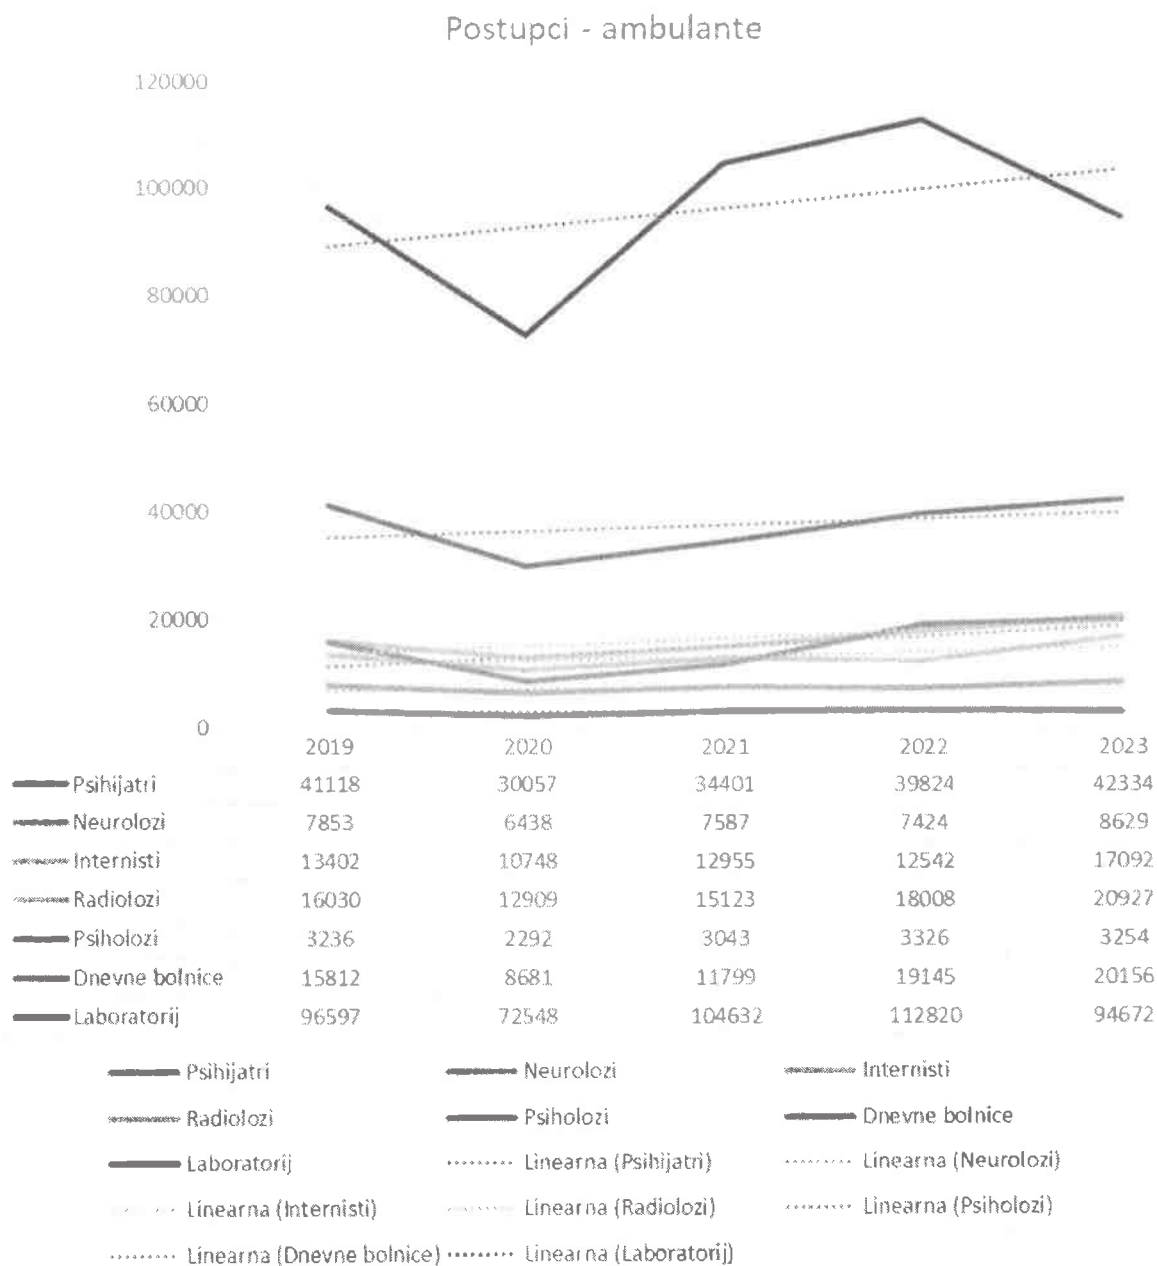 Postupci - ambulante
120000
100000
80000
60000
40000
20000
0
2019 2020 2021 2022 2023
Psihijatri 41118 30057 34401 39824 42334
Neurolozi 7853 6438 7587 7424 8629
Internisti 13402 10748 12955 12542 17092
Radiolozi 16030 12909 15123 18008 20927
Psiholozi 3236 2292 3043 3326 3254
Dnevne bolnice 15812 8681 11799 19145 20156
Laboratorij 96597 72548 104632 112820 94672
Psihijatri Neurolozi Internisti
Radiolozi Psiholozi Dnevne bolnice
Laboratorij Linearna (Psihijatri) Linearna (Neurolozi)
Linearna (Internisti) Linearna (Radiolozi) Linearna (Psiholozi)
Linearna (Dnevne bolnice) Linearna (Laboratorij)